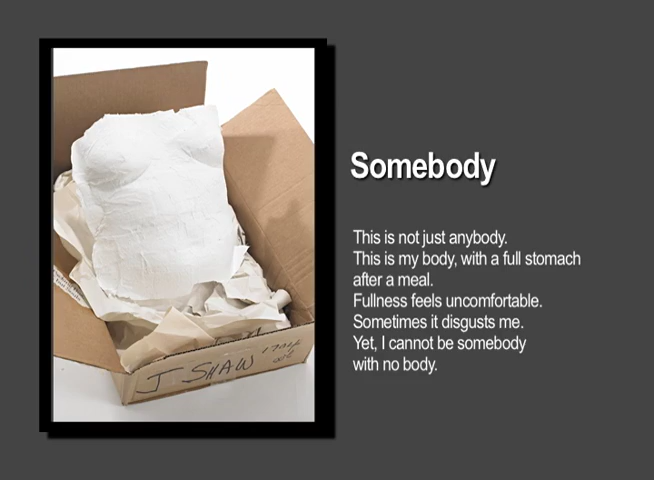 Somebody
This is not just anybody.
This is my body, with a full stomach
after a meal.
Fullness feels uncomfortable.
Sometimes it disgusts me.
Yet, I cannot be somebody
with no body.
J SHAW